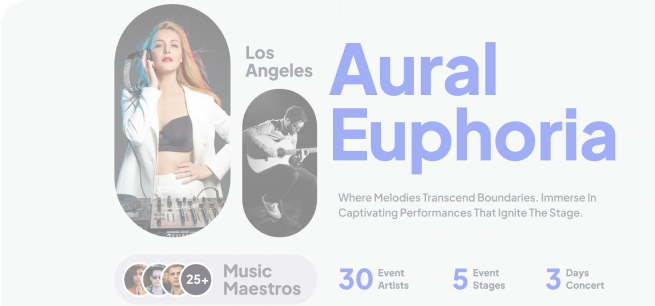 Los
Angeles
Aural
Euphoria
Where Melodies Transcend Boundaries. Immerse In
Captivating Performances That Ignite The Stage.
25+
Music
Maestros
30 Event
Artists
5 Event
Stages
3 Days
Concert